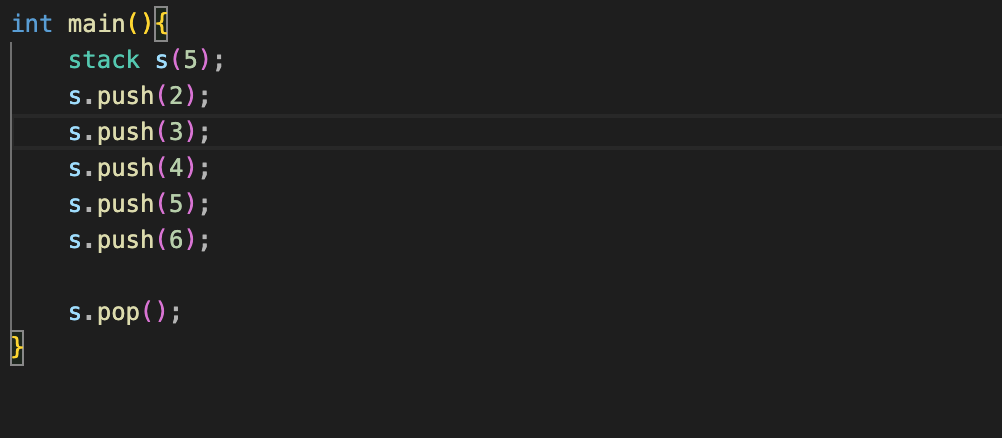 int main(){
    stack s(5);
    s.push(2);
    s.push(3);
    s.push(4);
    s.push(5);
    s.push(6);

    s.pop();
}